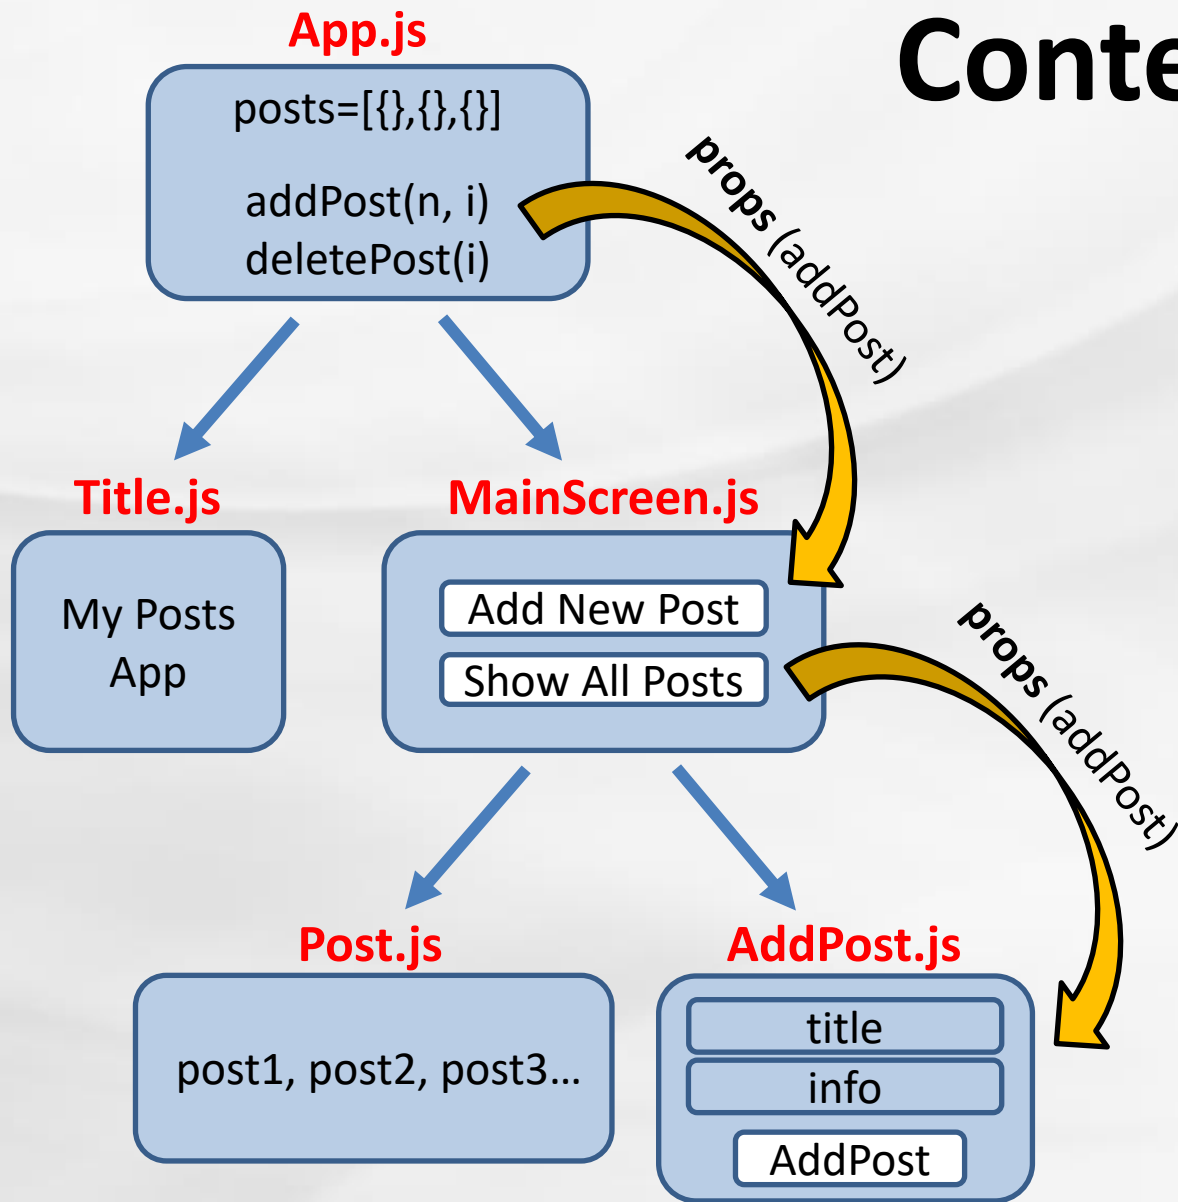 App.js
Conte
posts=[{},{},{}]
addPost(n, i)
deletePost(i)
props (addPost)
Title.js
MainScreen.js
My Posts
App
Add New Post
Show All Posts
props (addPost)
Post.js
AddPost.js
post1, post2, post3...
title
info
AddPost